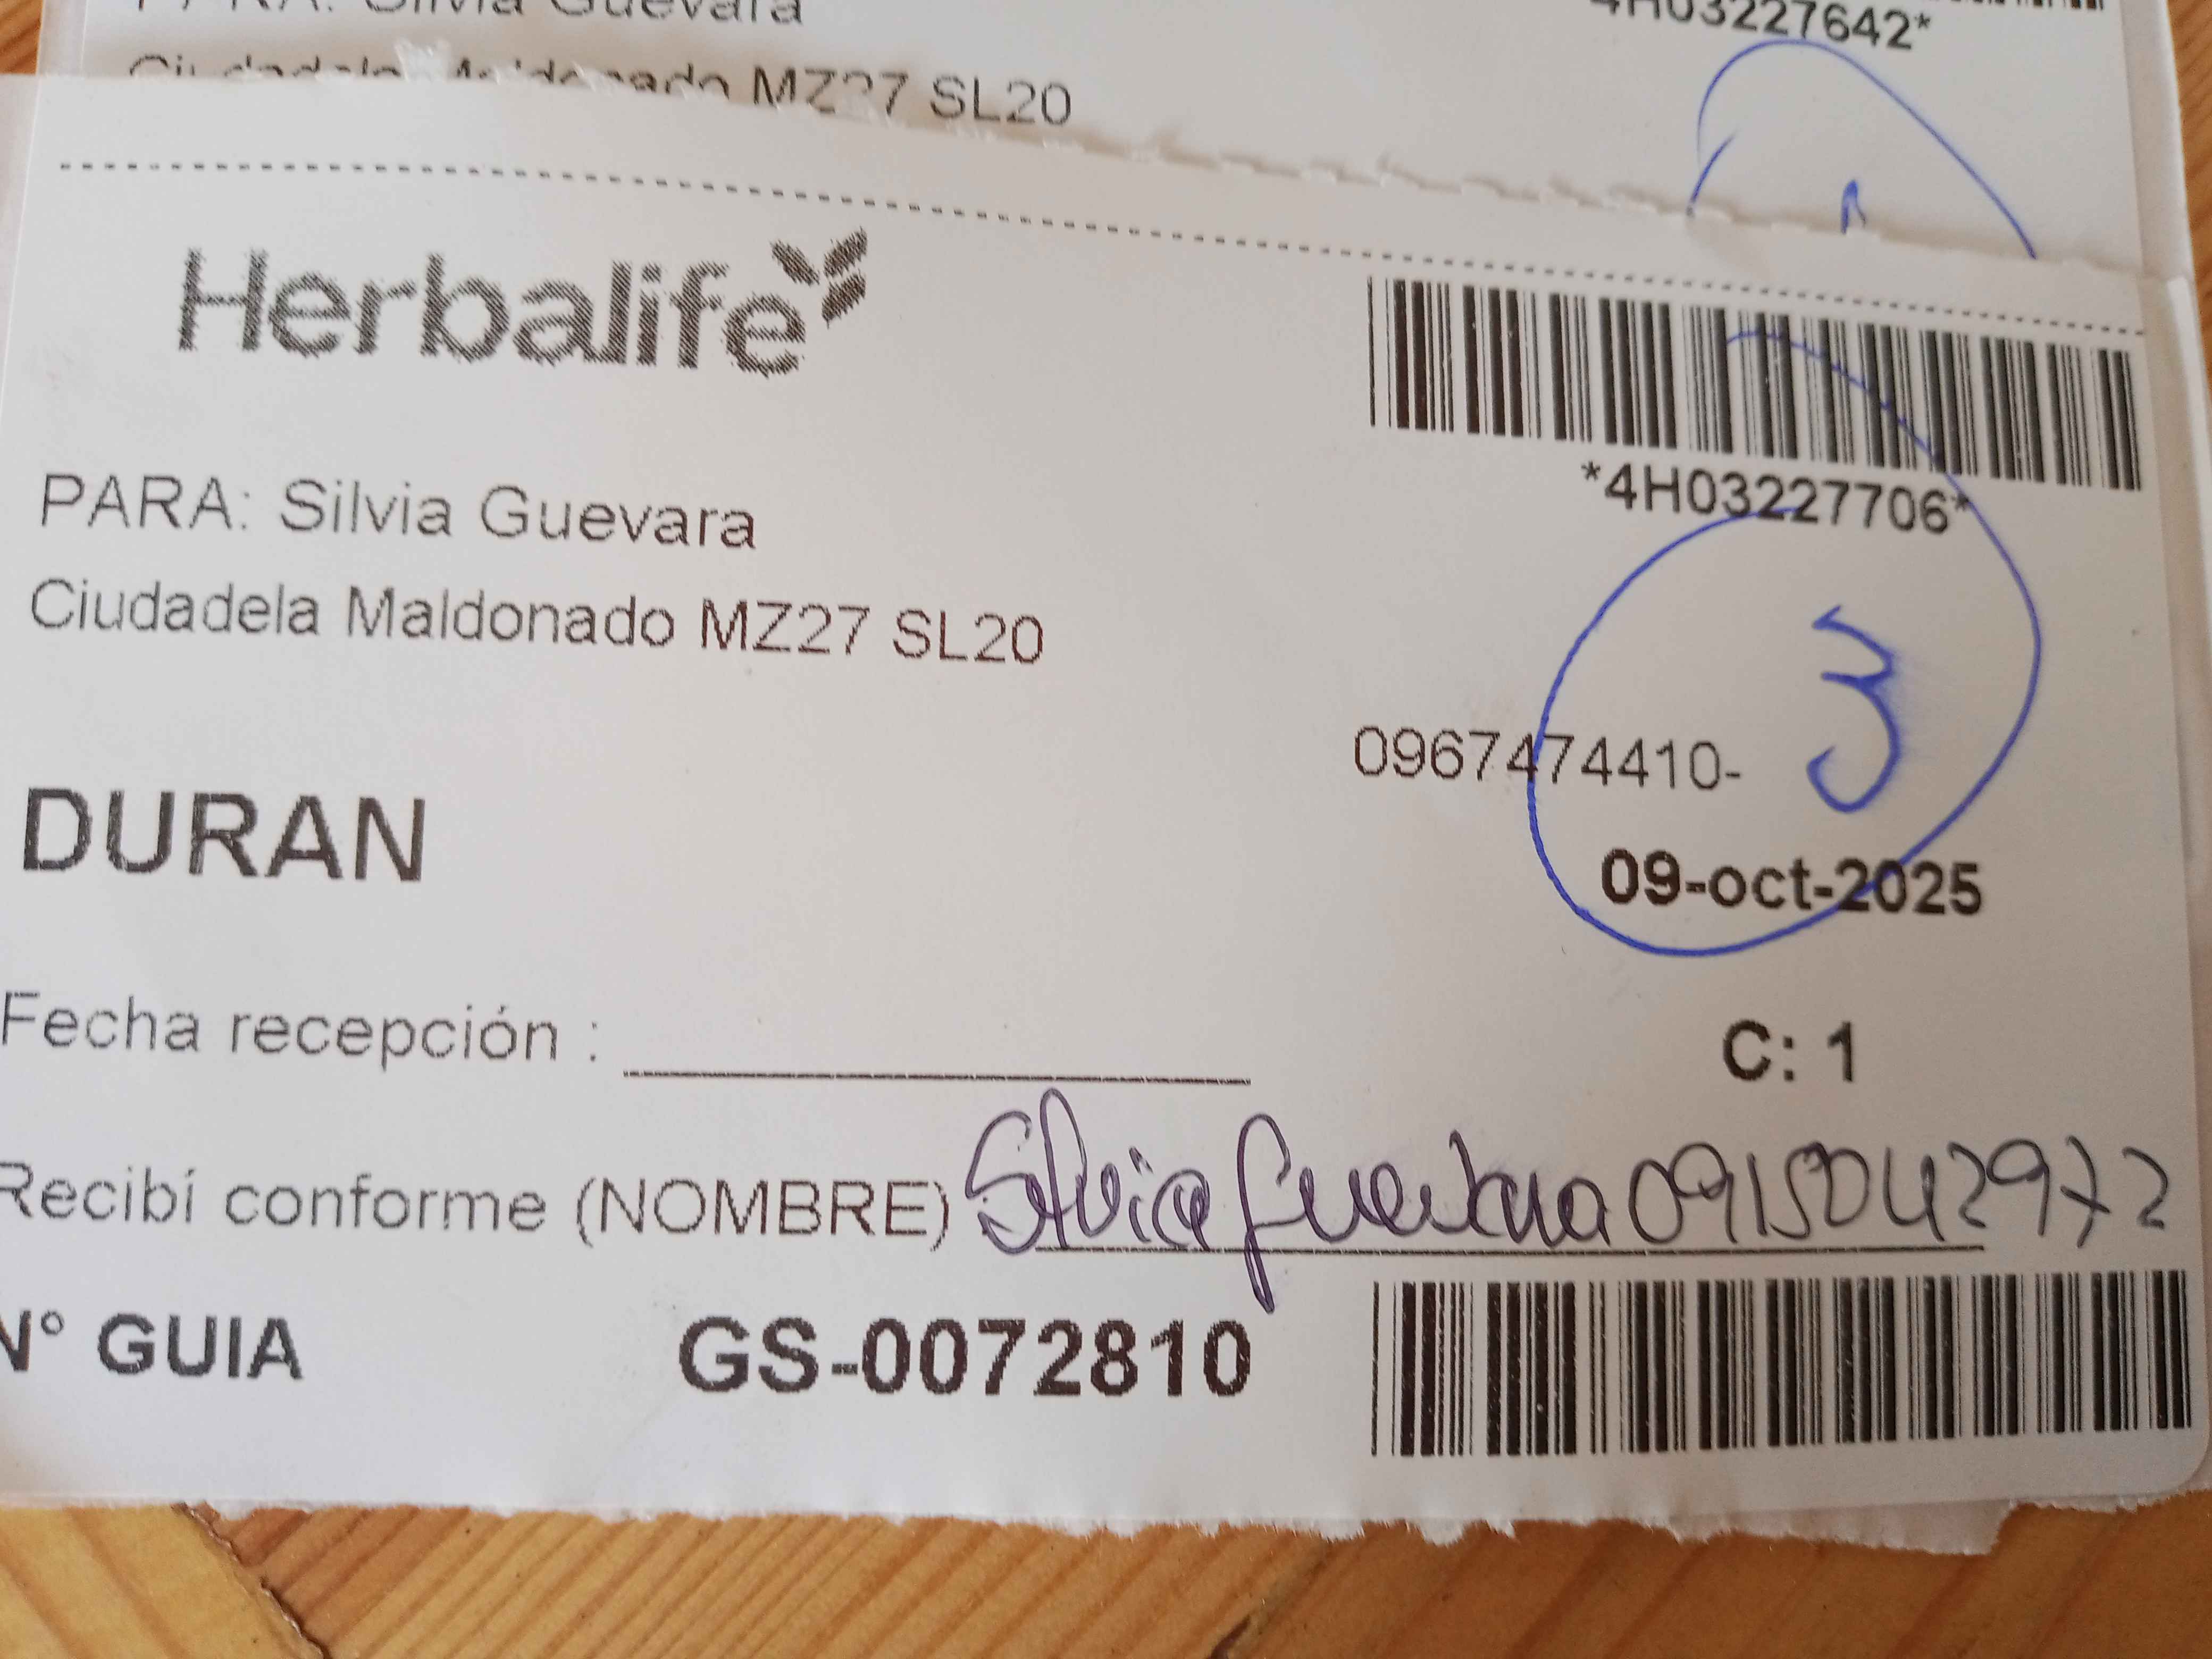 PARA: Silvia Guevara
4H03227642*
Ciudadela Maldonado MZ27 SL20
Herbalife
*4H03227706*
PARA: Silvia Guevara
Ciudadela Maldonado MZ27 SL20
3
0967474410-
DURAN
09-oct-2025
Fecha recepción :
C: 1
Recibí conforme (NOMBRE) Silvia Guevara 0915042972
N° GUIA GS-0072810